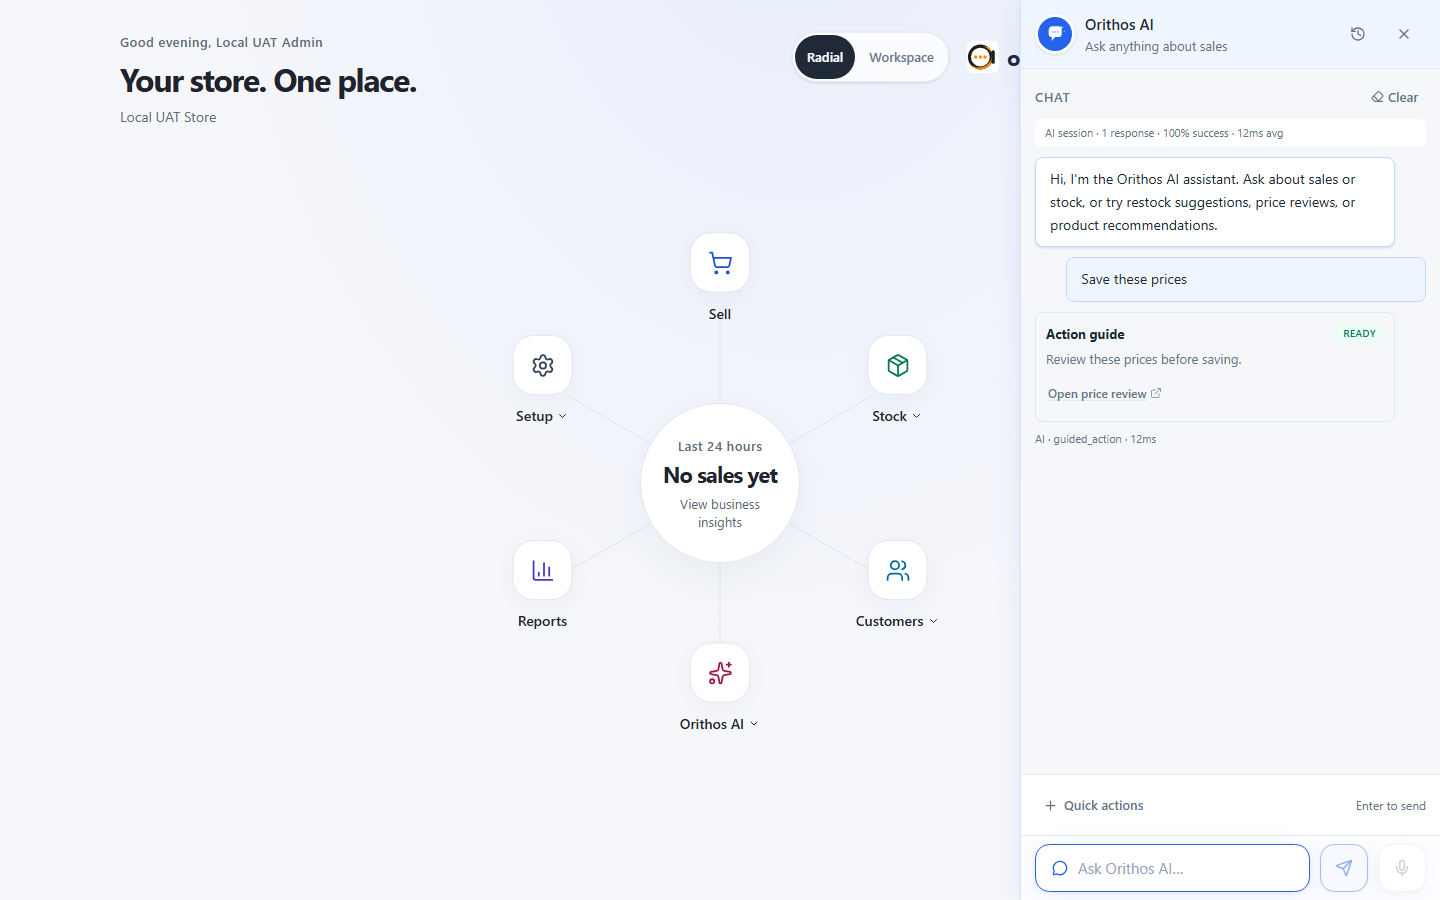 Good evening, Local UAT Admin
Your store. One place.
Local UAT Store
Radial
Workspace
o
Sell
Setup
Stock
Last 24 hours
No sales yet
View business
insights
Reports
Customers
Orithos AI
Orithos AI
Ask anything about sales
CHAT
Clear
AI session · 1 response · 100% success · 12ms avg
Hi, I'm the Orithos AI assistant. Ask about sales or
stock, or try restock suggestions, price reviews, or
product recommendations.
Save these prices
Action guide
READY
Review these prices before saving.
Open price review
AI · guided_action · 12ms
Quick actions
Enter to send
Ask Orithos AI...